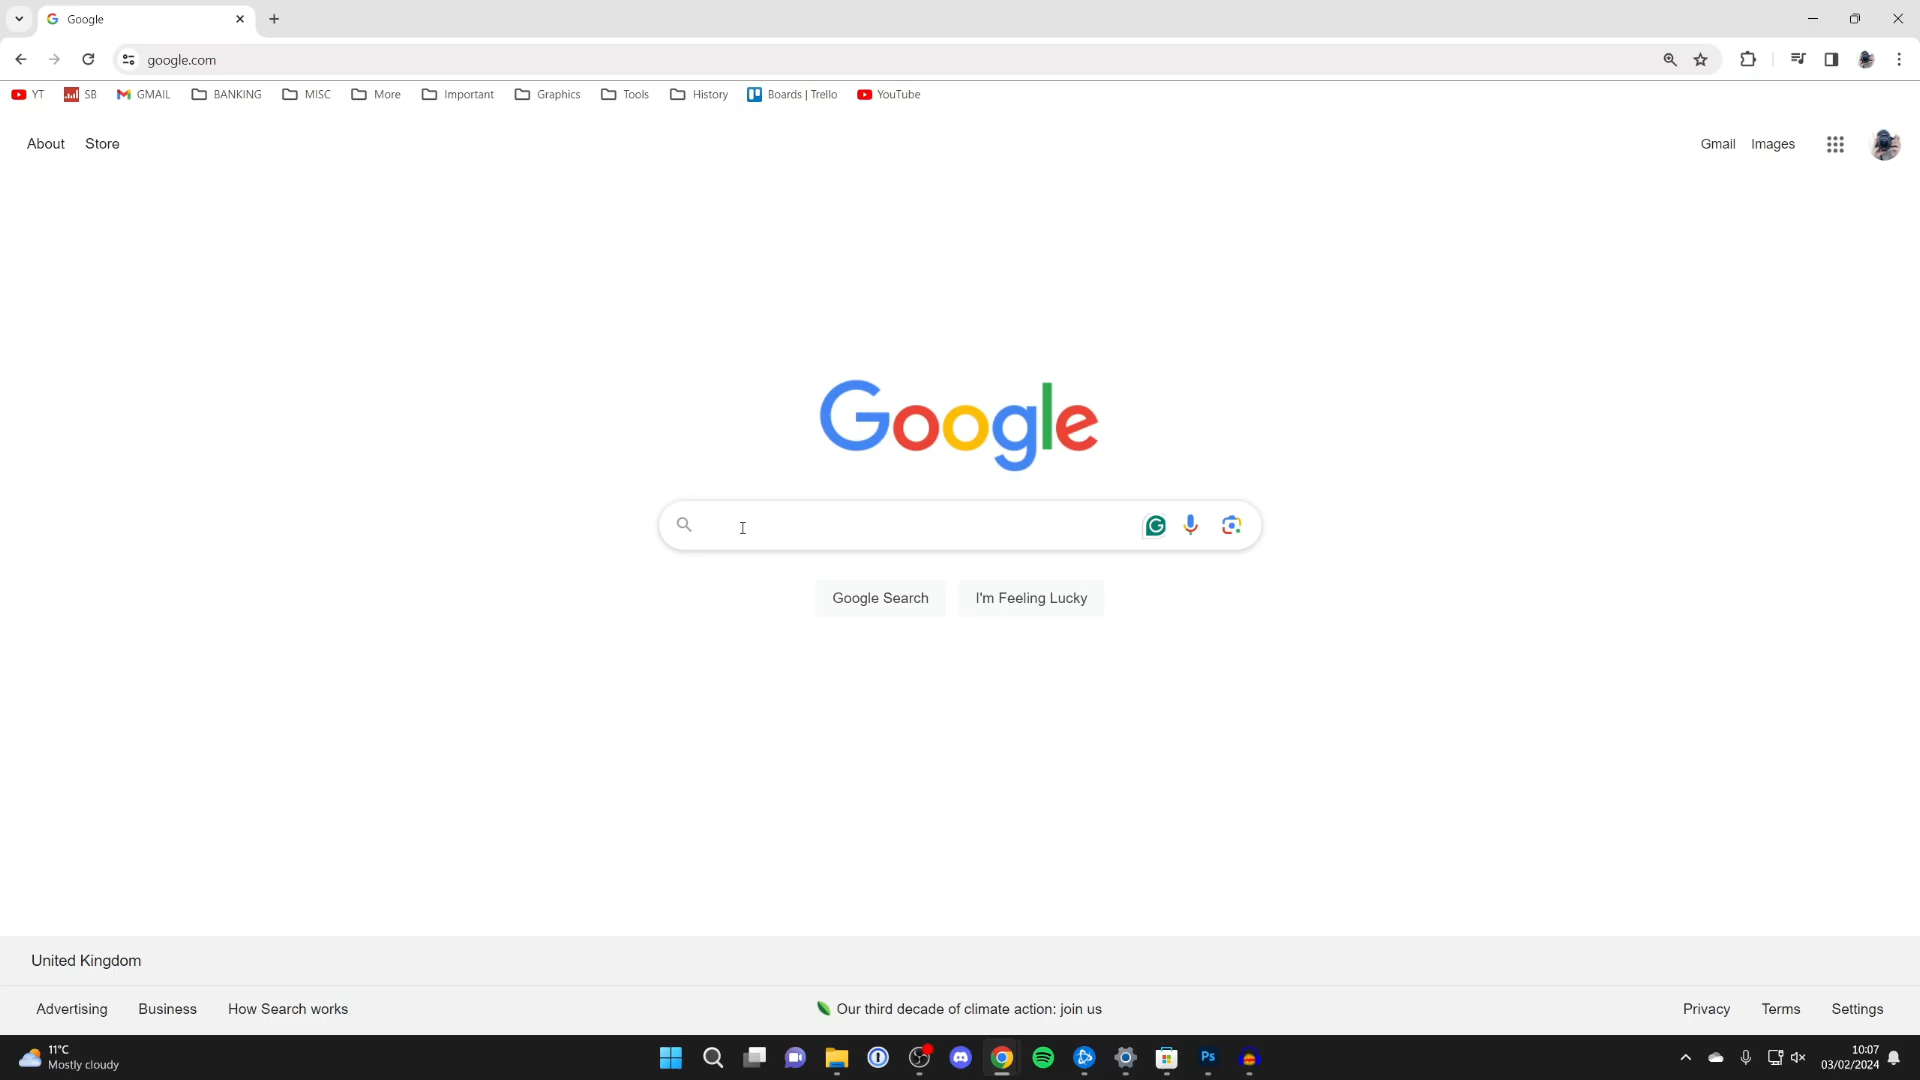 Google
google.com
YT SB GMAIL BANKING MISC More Important Graphics Tools History Boards | Trello YouTube
About Store Gmail Images
Google
Google Search I'm Feeling Lucky
United Kingdom
Advertising Business How Search works Our third decade of climate action: join us Privacy Terms Settings
11°C
Mostly cloudy
Ps
10:07
03/02/2024